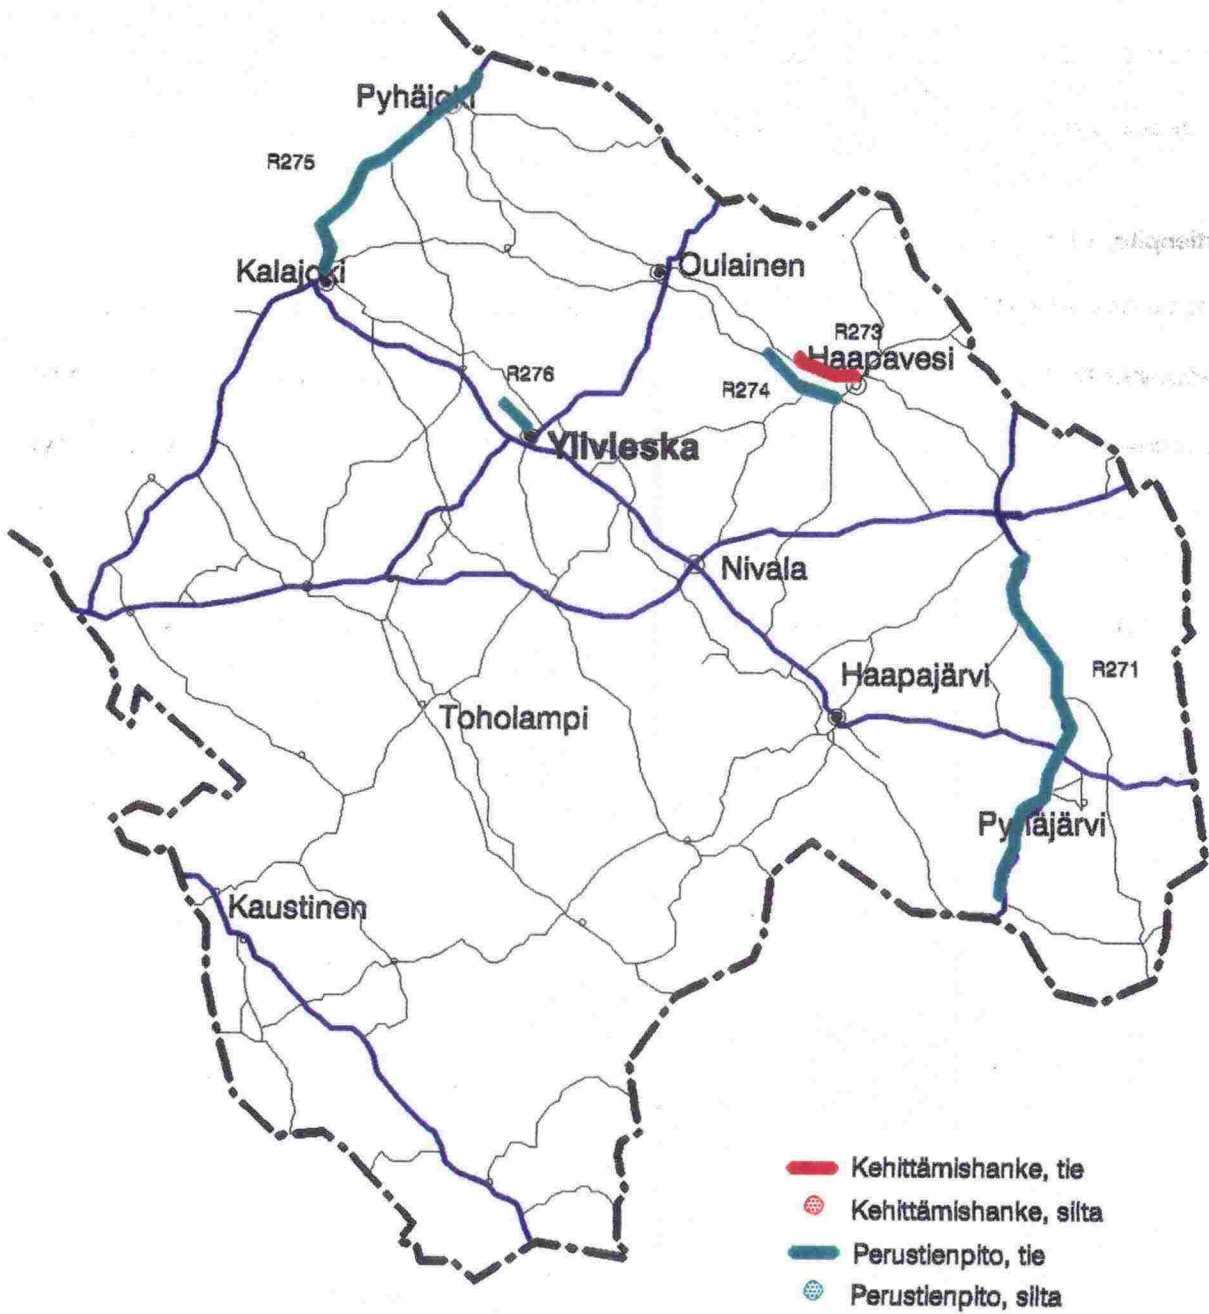 Pyhäjoki
R275
Kalajoki
Oulainen
R273
Haapavesi
R274
R276
Ylivieska
Nivala
Haapajärvi
R271
Toholampi
Pyhäjärvi
Kaustinen
Kehittämishanke, tie
Kehittämishanke, silta
Perustienpito, tie
Perustienpito, silta